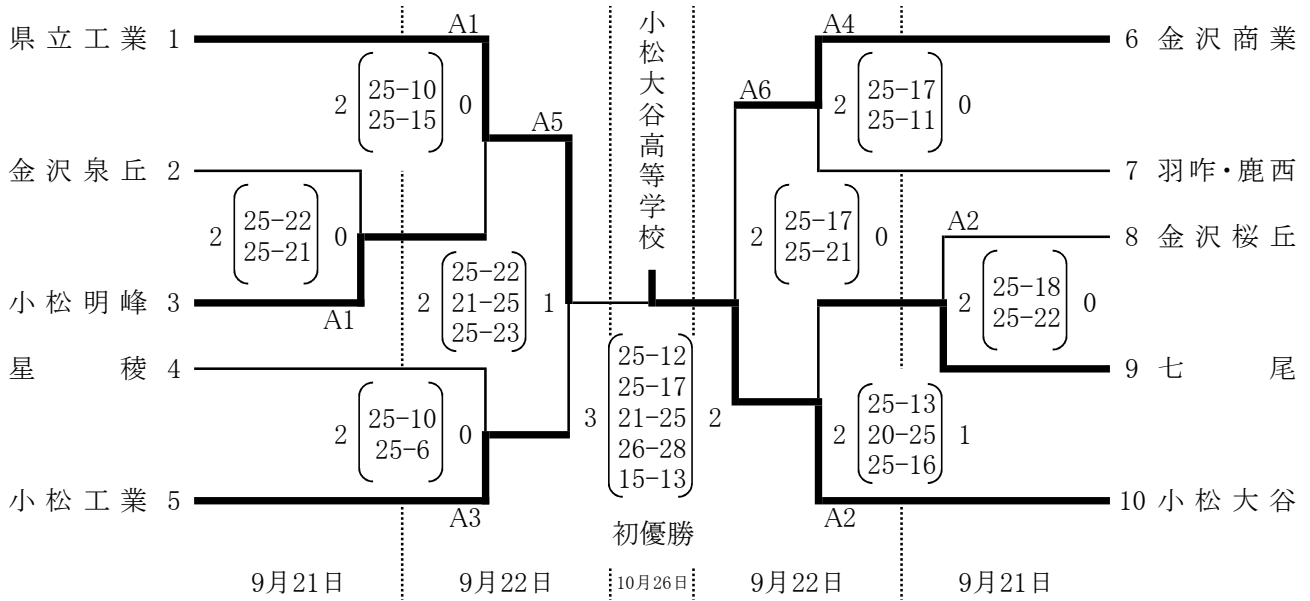 県立工業 1
A1
2 25-10 0
25-15
金沢泉丘 2
2 25-22 0
25-21
小松明峰 3
A1
A5
2 25-22 1
21-25
25-23
星稜 4
2 25-10 0
25-6
小松工業 5
A3
小松大谷高等学校
3 25-12 2
25-17
21-25
26-28
15-13
初優勝
A4
6 金沢商業
2 25-17 0
25-11
A6
7 羽咋・鹿西
2 25-17 0
25-21
A2
8 金沢桜丘
2 25-18 0
25-22
9 七尾
2 25-13 1
20-25
25-16
10 小松大谷
A2
9月21日 9月22日 10月26日 9月22日 9月21日